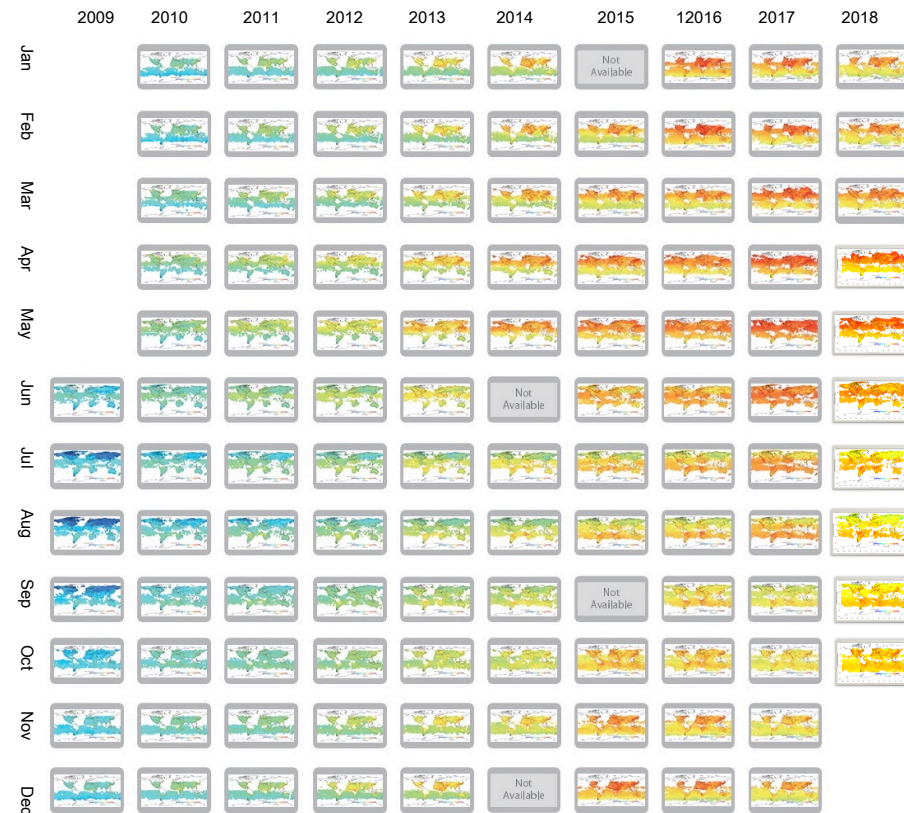 2009 2010 2011 2012 2013 2014 2015 12016 2017 2018
Jan
Not
Available
Feb
Mar
Apr
May
Jun
Not
Available
Jul
Aug
Sep
Not
Available
Oct
Nov
Dec
Not
Available